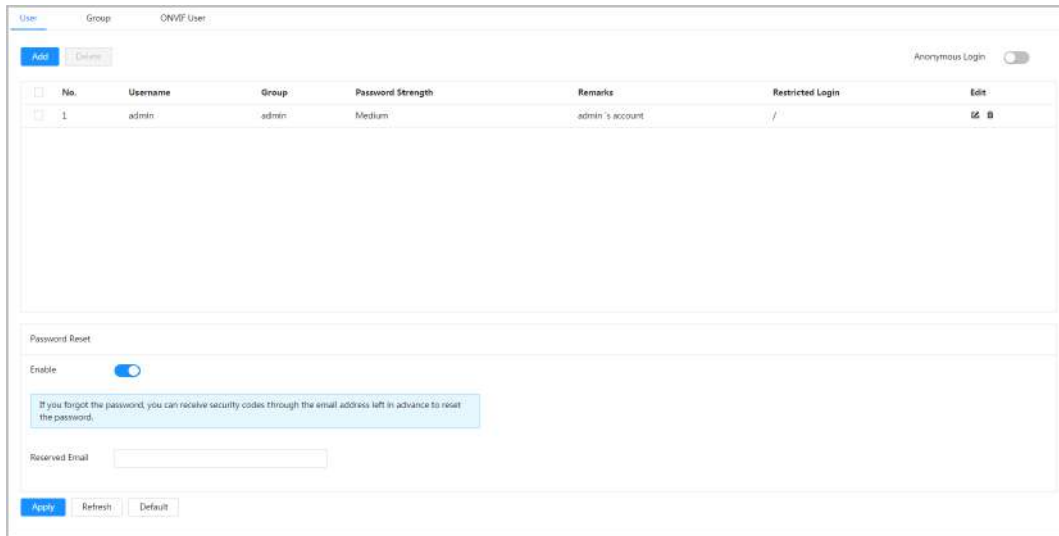 User Group ONVIF User
Add Delete Anonymous Login
No. Username Group Password Strength Remarks Restricted Login Edit
1 admin admin Medium admin 's account /
Password Reset
Enable
If you forgot the password, you can receive security codes through the email address left in advance to reset
the password.
Reserved Email
Apply Refresh Default